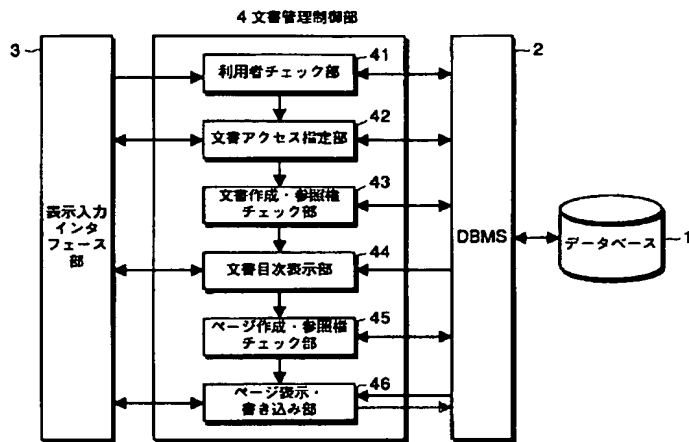 4 文書管理制御部
3
41
利用者チェック部
2
42
文書アクセス指定部
43
文書作成・参照権
チェック部
表示入力
インタ
フェース
部
44
文書目次表示部
DBMS
データベース
1
45
ページ作成・参照権
チェック部
46
ページ表示・
書き込み部